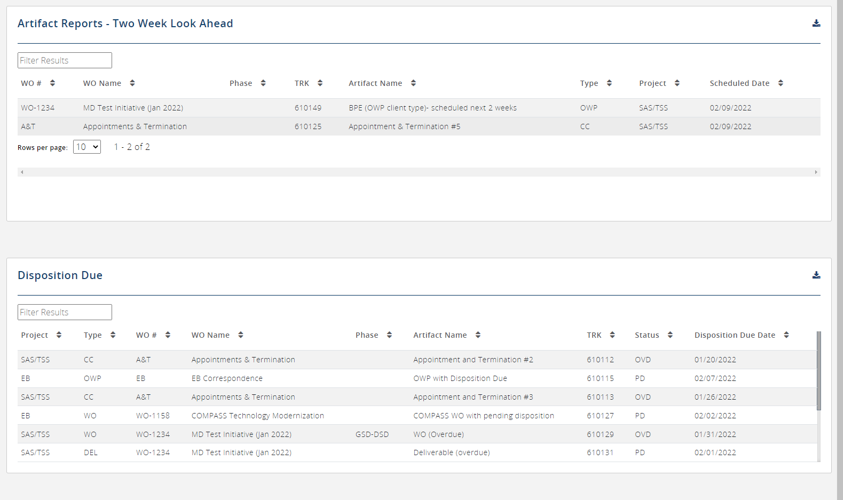 Artifact Reports - Two Week Look Ahead
Filter Results
WO # WO Name Phase TRK Artifact Name Type Project Scheduled Date
WO-1234 MD Test Initiative (Jan 2022) 610149 BPE (OWP client type)- scheduled next 2 weeks OWP SAS/TSS 02/09/2022
A&T Appointments & Termination 610125 Appointment & Termination #5 CC SAS/TSS 02/09/2022
Rows per page: 10 1 - 2 of 2
Disposition Due
Filter Results
Project Type WO # WO Name Phase Artifact Name TRK Status Disposition Due Date
SAS/TSS CC A&T Appointments & Termination Appointment and Termination #2 610112 OVD 01/20/2022
EB OWP EB EB Correspondence OWP with Disposition Due 610115 PD 02/07/2022
SAS/TSS CC A&T Appointments & Termination Appointment and Termination #3 610113 OVD 01/26/2022
EB WO WO-1158 COMPASS Technology Modernization COMPASS WO with pending disposition 610127 PD 02/02/2022
SAS/TSS WO WO-1234 MD Test Initiative (Jan 2022) GSD-DSD WO (Overdue) 610129 OVD 01/31/2022
SAS/TSS DEL WO-1234 MD Test Initiative (Jan 2022) Deliverable (overdue) 610131 PD 02/01/2022